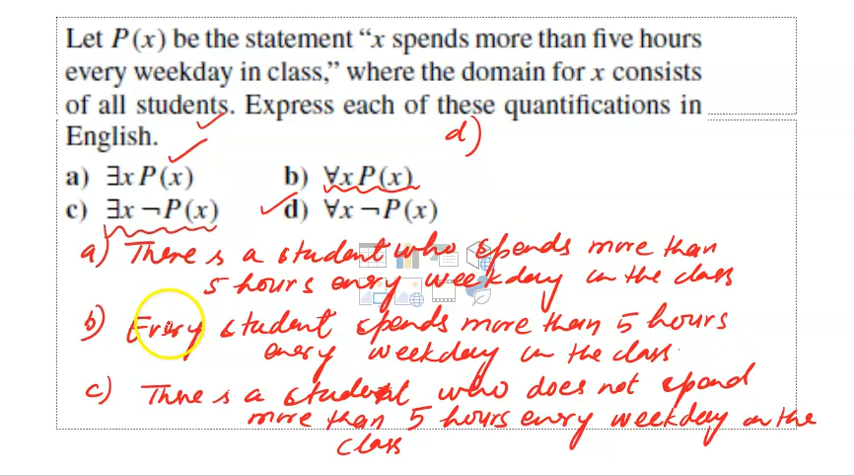 Let P(x) be the statement “x spends more than five hours
every weekday in class,” where the domain for x consists
of all students. Express each of these quantifications in
English.
d)
a) ∃x P(x) b) ∀x P(x)
c) ∃x ¬P(x) d) ∀x ¬P(x)
a) There is a student who spends more than
5 hours every weekday in the class
b) Every student spends more than 5 hours
every weekday in the class.
c) There is a student who does not spend
more than 5 hours every weekday in the
class